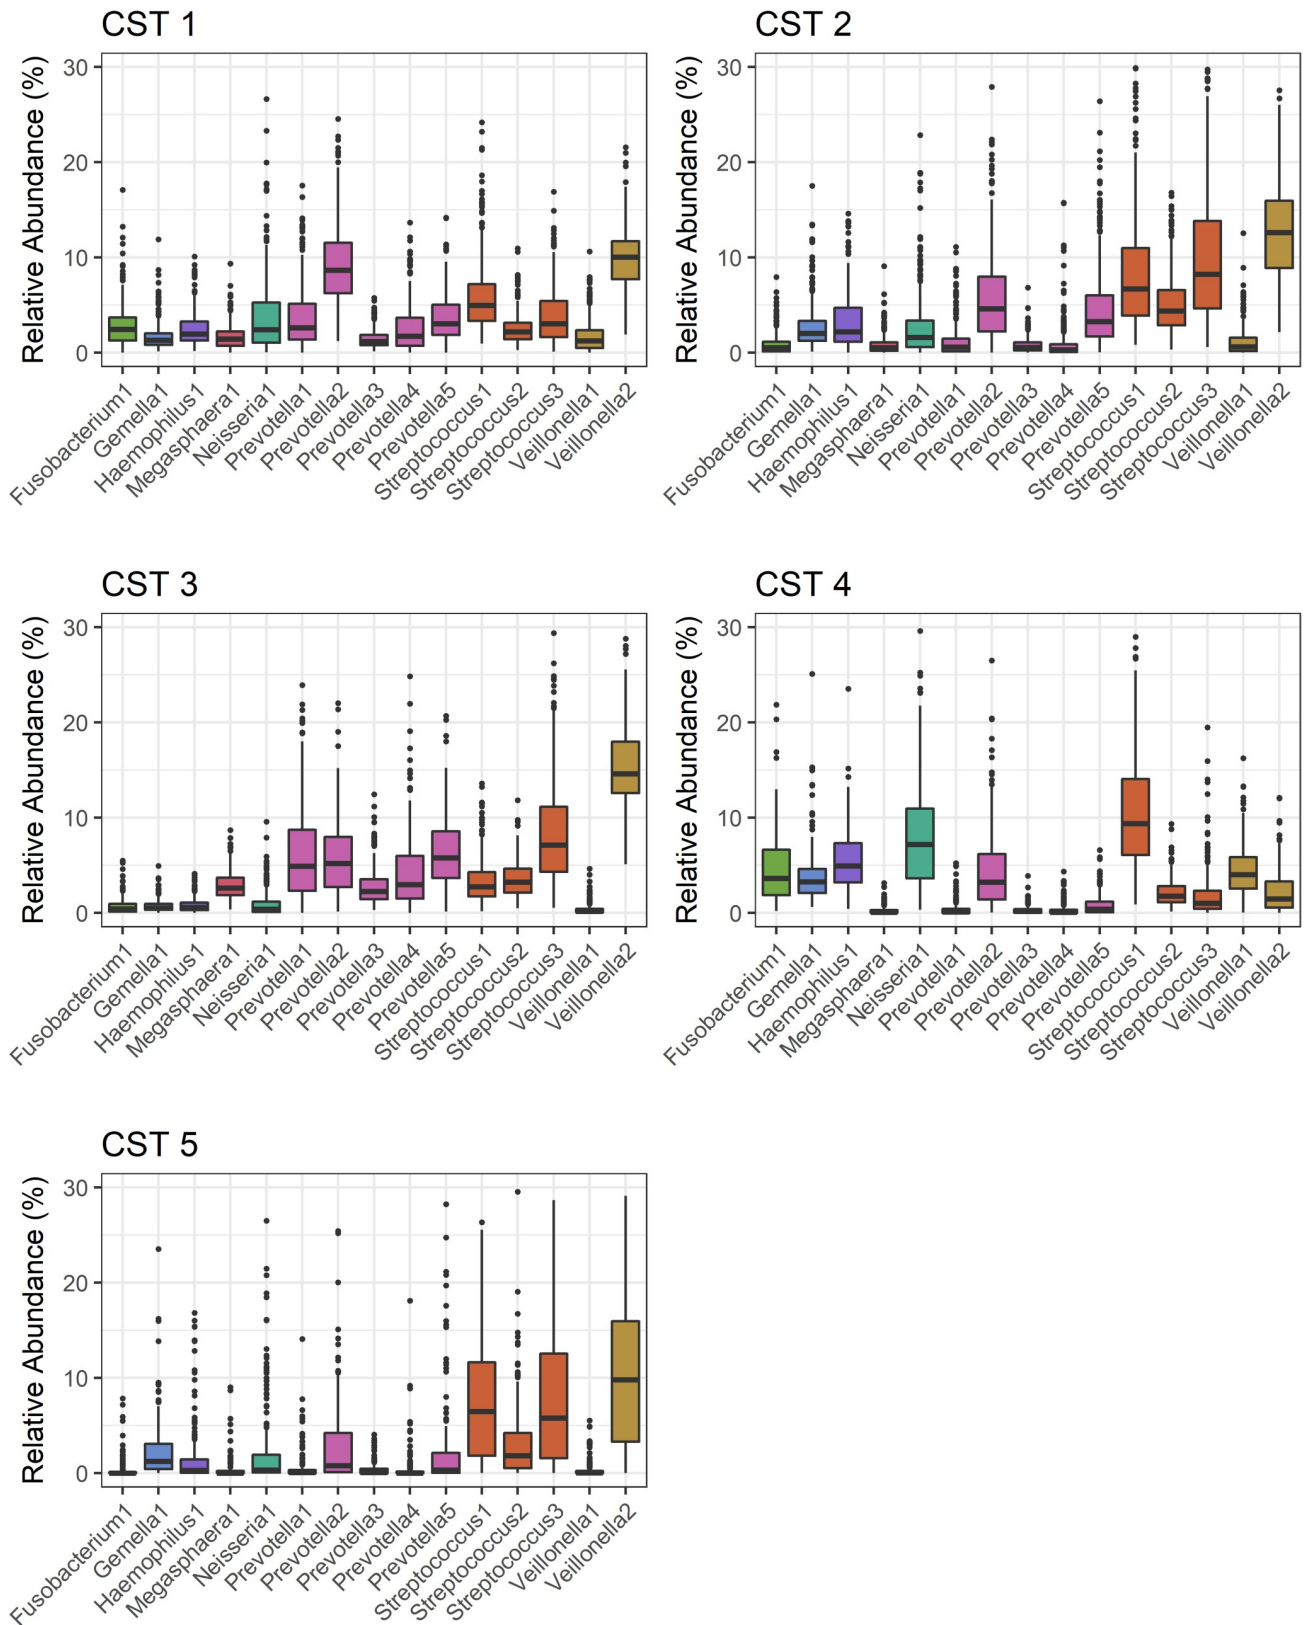 CST 1
Relative Abundance (%)
30
20
10
0
Fusobacterium1
Gemella1
Haemophilus1
Megasphaera1
Neisseria1
Prevotella1
Prevotella2
Prevotella3
Prevotella4
Prevotella5
Streptococcus1
Streptococcus2
Streptococcus3
Veillonella1
Veillonella2
CST 2
Relative Abundance (%)
30
20
10
0
Fusobacterium1
Gemella1
Haemophilus1
Megasphaera1
Neisseria1
Prevotella1
Prevotella2
Prevotella3
Prevotella4
Prevotella5
Streptococcus1
Streptococcus2
Streptococcus3
Veillonella1
Veillonella2
CST 3
Relative Abundance (%)
30
20
10
0
Fusobacterium1
Gemella1
Haemophilus1
Megasphaera1
Neisseria1
Prevotella1
Prevotella2
Prevotella3
Prevotella4
Prevotella5
Streptococcus1
Streptococcus2
Streptococcus3
Veillonella1
Veillonella2
CST 4
Relative Abundance (%)
30
20
10
0
Fusobacterium1
Gemella1
Haemophilus1
Megasphaera1
Neisseria1
Prevotella1
Prevotella2
Prevotella3
Prevotella4
Prevotella5
Streptococcus1
Streptococcus2
Streptococcus3
Veillonella1
Veillonella2
CST 5
Relative Abundance (%)
30
20
10
0
Fusobacterium1
Gemella1
Haemophilus1
Megasphaera1
Neisseria1
Prevotella1
Prevotella2
Prevotella3
Prevotella4
Prevotella5
Streptococcus1
Streptococcus2
Streptococcus3
Veillonella1
Veillonella2